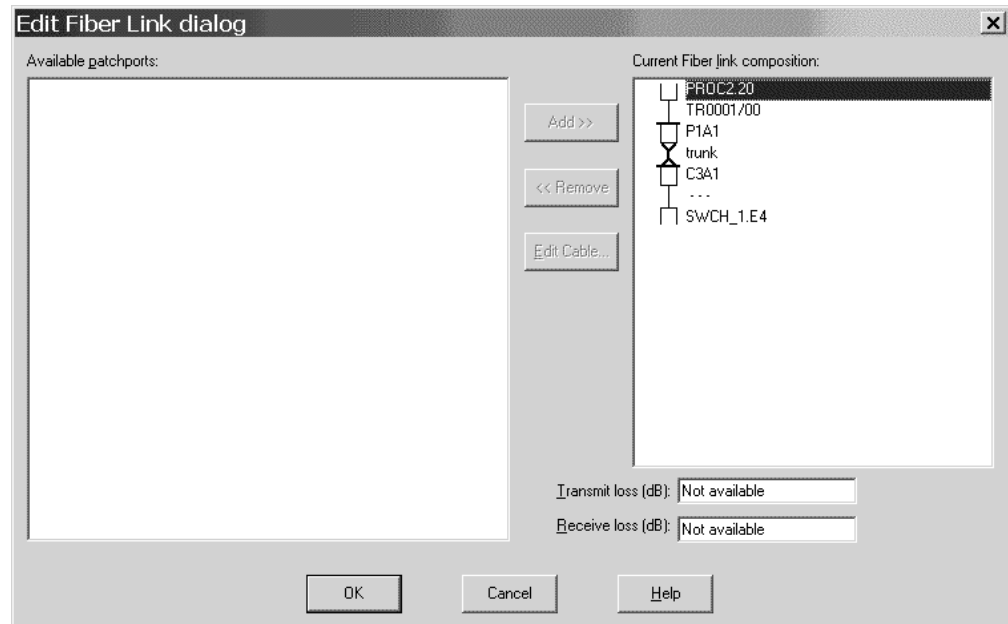 Edit Fiber Link dialog
Available patchports:
Current Fiber link composition:
PROC2.20
TR0001/00
P1A1
trunk
C3A1
---
SWCH_1.E4
Add >>
<< Remove
Edit Cable...
Transmit loss (dB): Not available
Receive loss (dB): Not available
OK
Cancel
Help